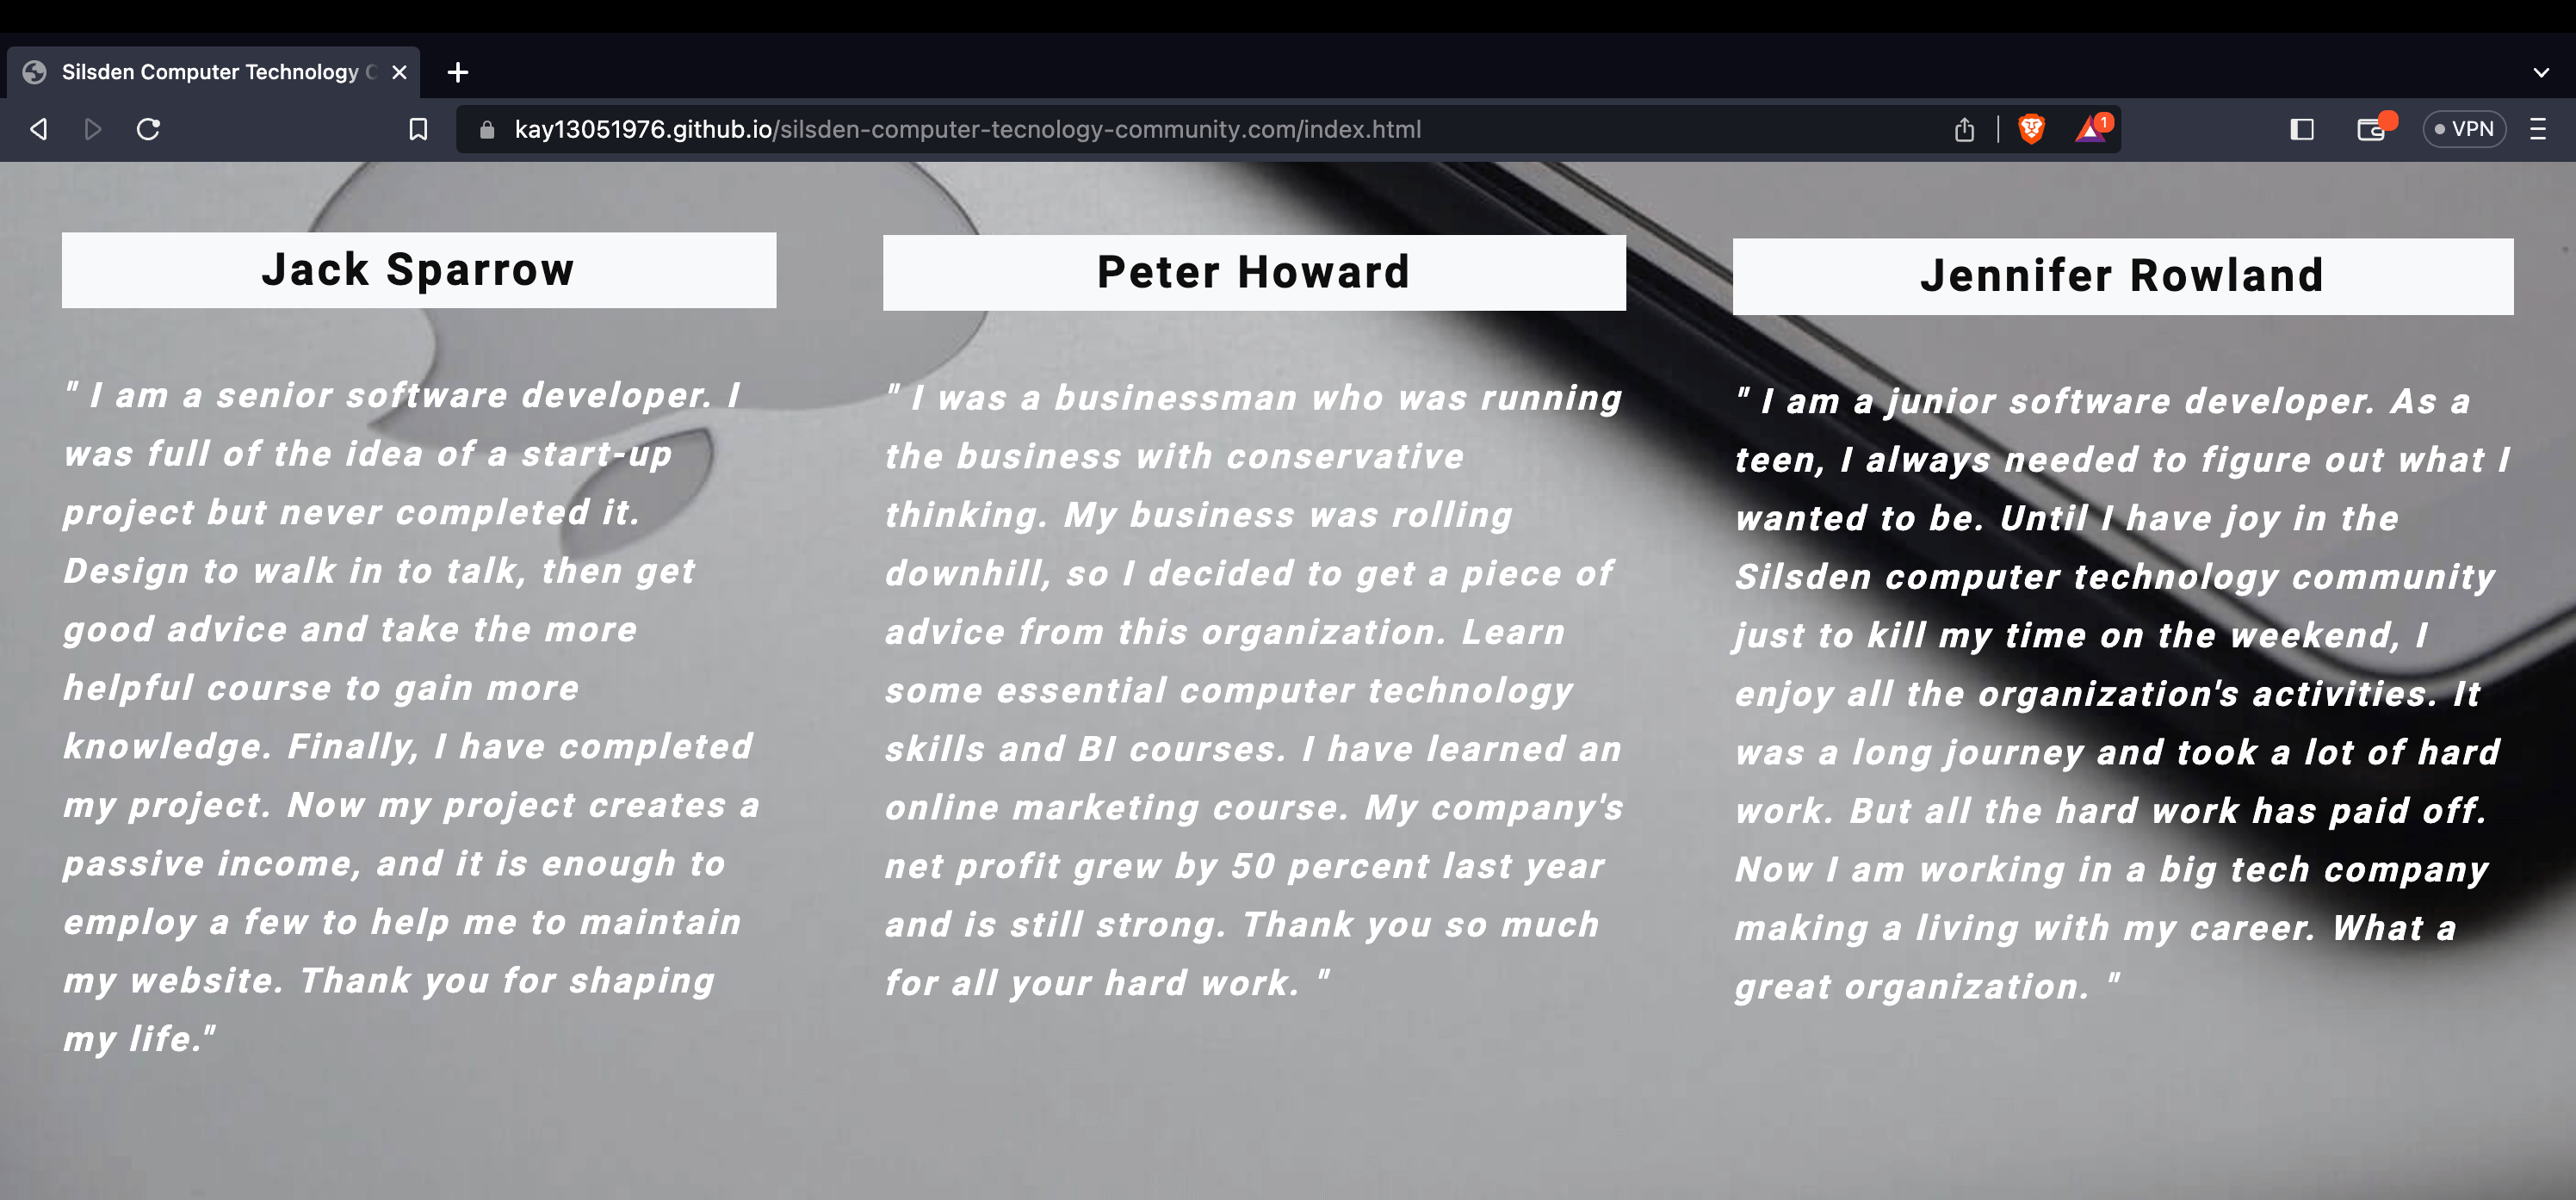 Silsden Computer Technology C
kay13051976.github.io/silsden-computer-tecnology-community.com/index.html
1
VPN
Jack Sparrow
" I am a senior software developer. I
was full of the idea of a start-up
project but never completed it.
Design to walk in to talk, then get
good advice and take the more
helpful course to gain more
knowledge. Finally, I have completed
my project. Now my project creates a
passive income, and it is enough to
employ a few to help me to maintain
my website. Thank you for shaping
my life."
Peter Howard
" I was a businessman who was running
the business with conservative
thinking. My business was rolling
downhill, so I decided to get a piece of
advice from this organization. Learn
some essential computer technology
skills and BI courses. I have learned an
online marketing course. My company's
net profit grew by 50 percent last year
and is still strong. Thank you so much
for all your hard work. "
Jennifer Rowland
" I am a junior software developer. As a
teen, I always needed to figure out what I
wanted to be. Until I have joy in the
Silsden computer technology community
just to kill my time on the weekend, I
enjoy all the organization's activities. It
was a long journey and took a lot of hard
work. But all the hard work has paid off.
Now I am working in a big tech company
making a living with my career. What a
great organization. "